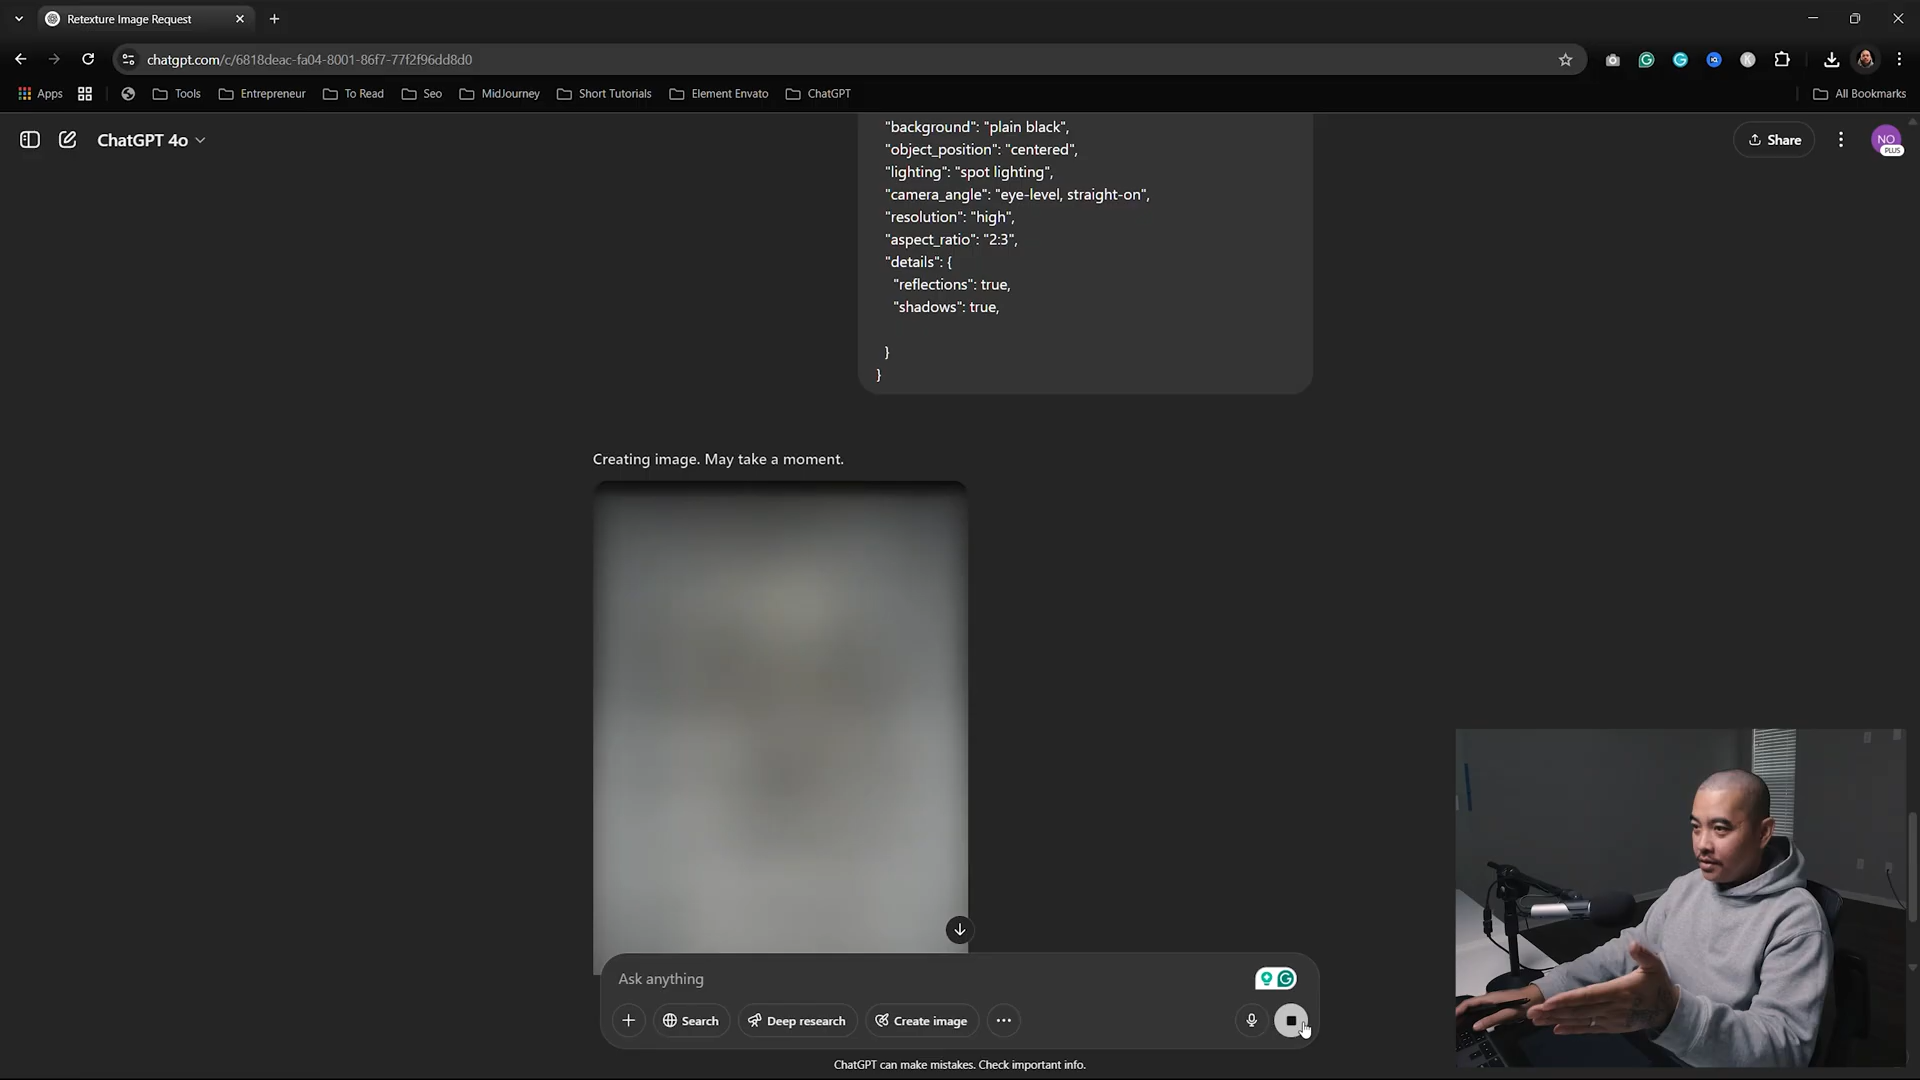 Retexture Image Request
chatgpt.com/c/6818deac-fa04-8001-86f7-77f2f96dd8d0
Apps
Tools
Entrepreneur
To Read
Seo
MidJourney
Short Tutorials
Element Envato
ChatGPT
All Bookmarks
ChatGPT 4o
Share
NO
PLUS
"background": "plain black",
"object_position": "centered",
"lighting": "spot lighting",
"camera_angle": "eye-level, straight-on",
"resolution": "high",
"aspect_ratio": "2:3",
"details": {
"reflections": true,
"shadows": true,
}
}
Creating image. May take a moment.
Ask anything
Search
Deep research
Create image
ChatGPT can make mistakes. Check important info.